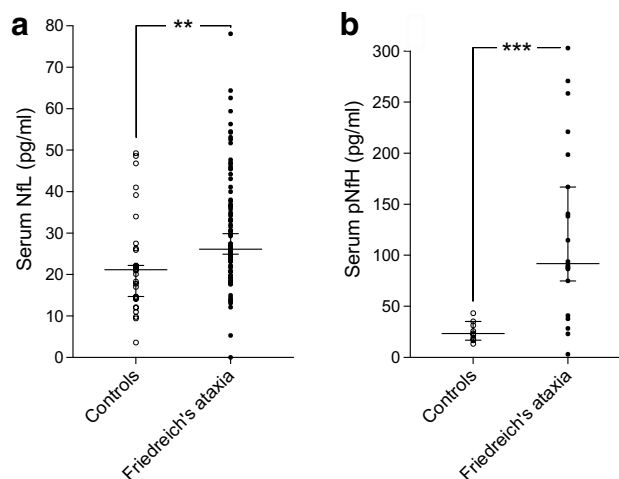 a
Serum NfL (pg/ml)
80
70
60
50
40
30
20
10
0
**
Controls
Friedreich's ataxia
b
Serum pNfH (pg/ml)
300
250
200
150
100
50
0
***
Controls
Friedreich's ataxia